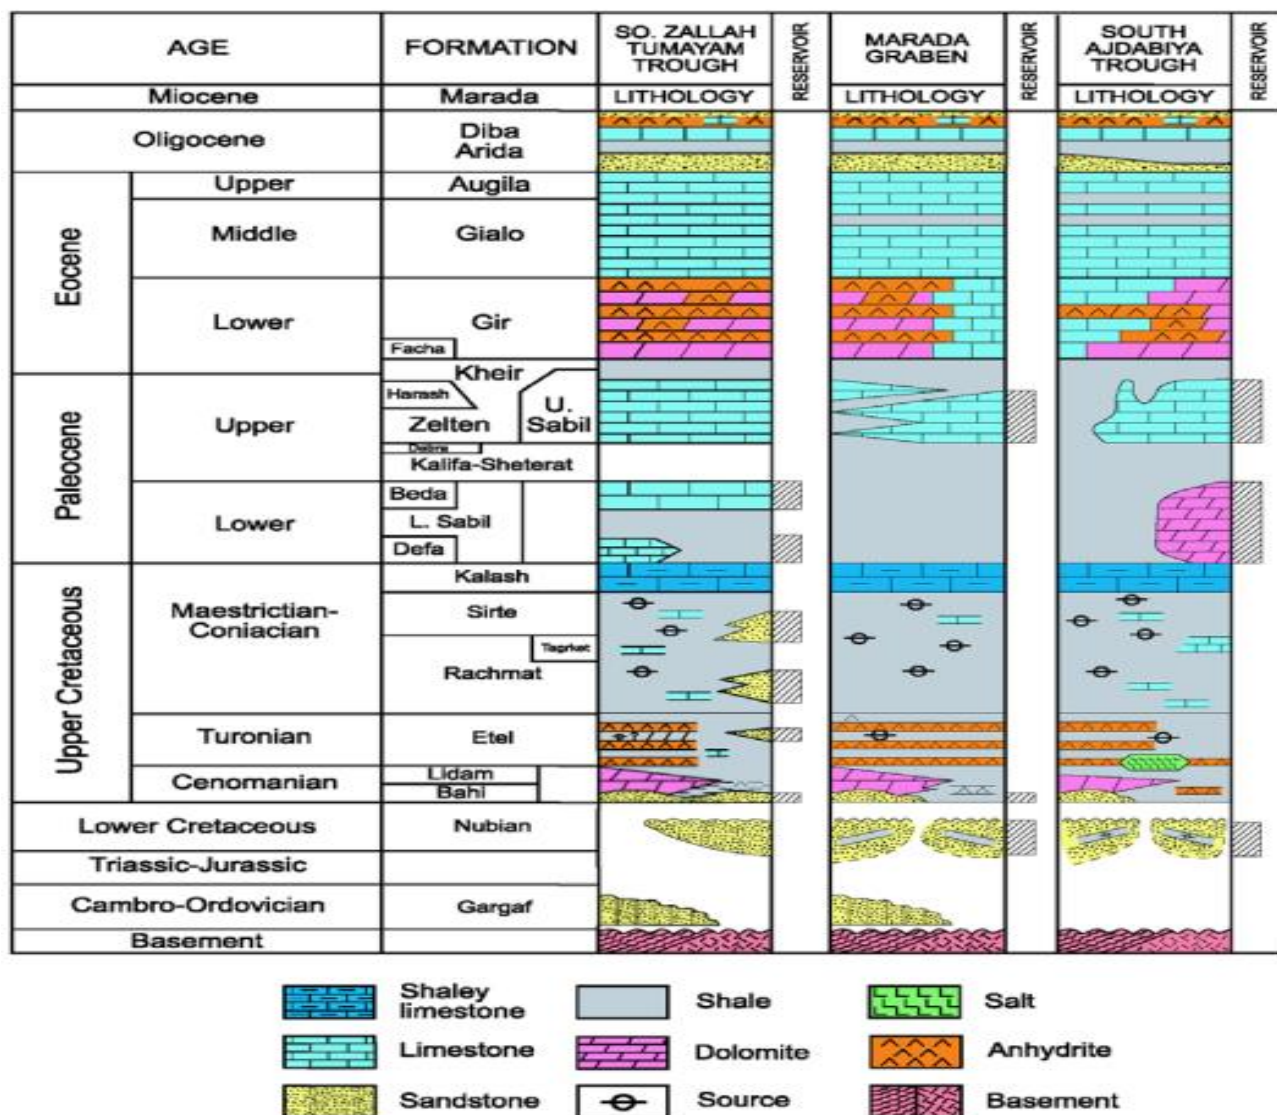 AGE
FORMATION
SO. ZALLAH
TUMAYAM
TROUGH
RESERVOIR
MARADA
GRABEN
RESERVOIR
SOUTH
AJDABIYA
TROUGH
RESERVOIR
Miocene
Marada
LITHOLOGY
LITHOLOGY
LITHOLOGY
Oligocene
Diba
Arida
Eocene
Upper
Augila
Middle
Gialo
Lower
Gir
Facha
Kheir
Paleocene
Upper
Harash
Zelten
U.
Sabil
Kalifa-Sheterat
Lower
Beda
L. Sabil
Defa
Upper Cretaceous
Maestrictian-
Coniacian
Kalash
Sirte
Rachmat
Turonian
Etel
Cenomanian
Lidam
Bahi
Lower Cretaceous
Nubian
Triassic-Jurassic
Cambro-Ordovician
Gargaf
Basement
Shaley
limestone
Shale
Salt
Limestone
Dolomite
Anhydrite
Sandstone
Source
Basement